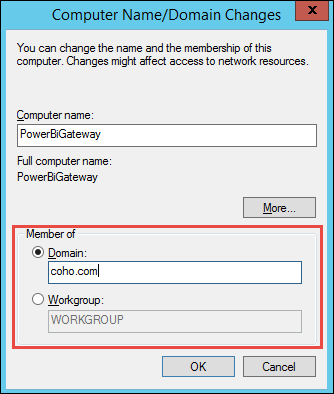 Computer Name/Domain Changes
You can change the name and the membership of this
computer. Changes might affect access to network resources.
Computer name:
PowerBiGateway
Full computer name:
PowerBiGateway
More...
Member of
Domain:
coho.com
Workgroup:
WORKGROUP
OK Cancel